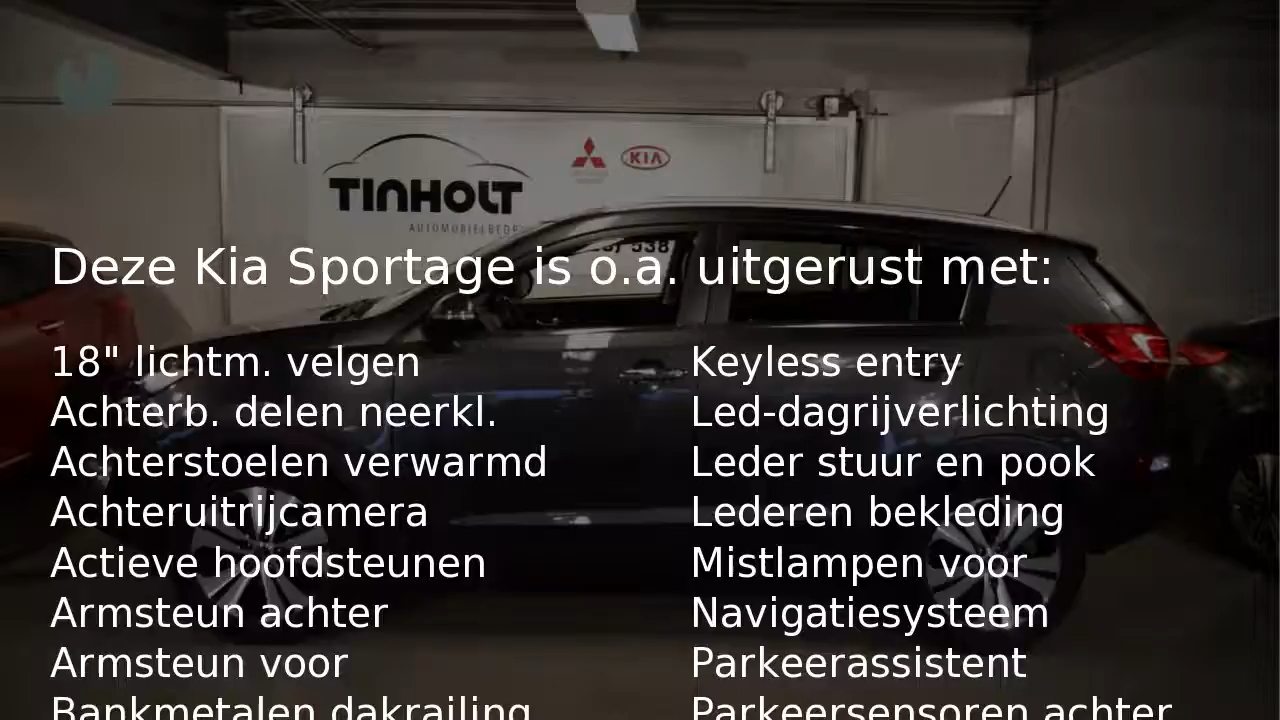 TINHOLT
KIA
AUTOMOBIELBEDR
538
Deze Kia Sportage is o.a. uitgerust met:
18" lichtm. velgen
Achterb. delen neerkl.
Achterstoelen verwarmd
Achteruitrijcamera
Actieve hoofdsteunen
Armsteun achter
Armsteun voor
Bankmetalen dakrailing
Keyless entry
Led-dagrijverlichting
Leder stuur en pook
Lederen bekleding
Mistlampen voor
Navigatiesysteem
Parkeerassistent
Parkeersensoren achter